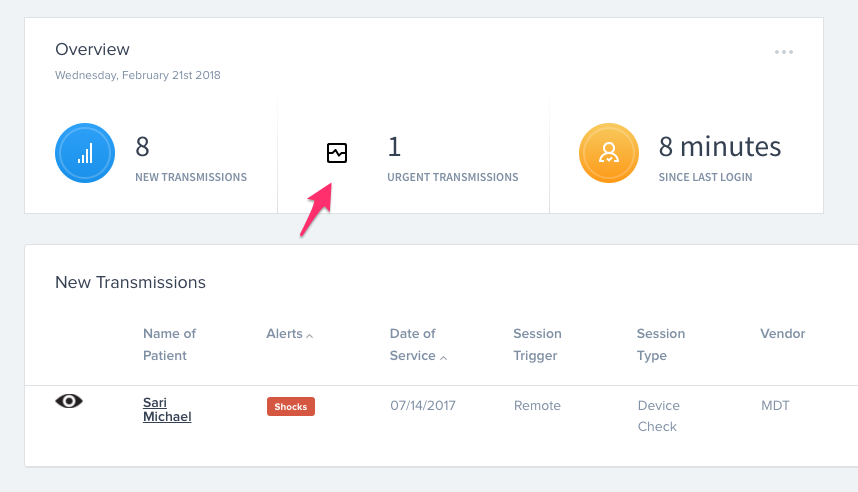 Overview
Wednesday, February 21st 2018
8
NEW TRANSMISSIONS
1
URGENT TRANSMISSIONS
8 minutes
SINCE LAST LOGIN
New Transmissions
Name of
Patient
Alerts
Date of
Service
Session
Trigger
Session
Type
Vendor
Sari
Michael
Shocks
07/14/2017
Remote
Device
Check
MDT